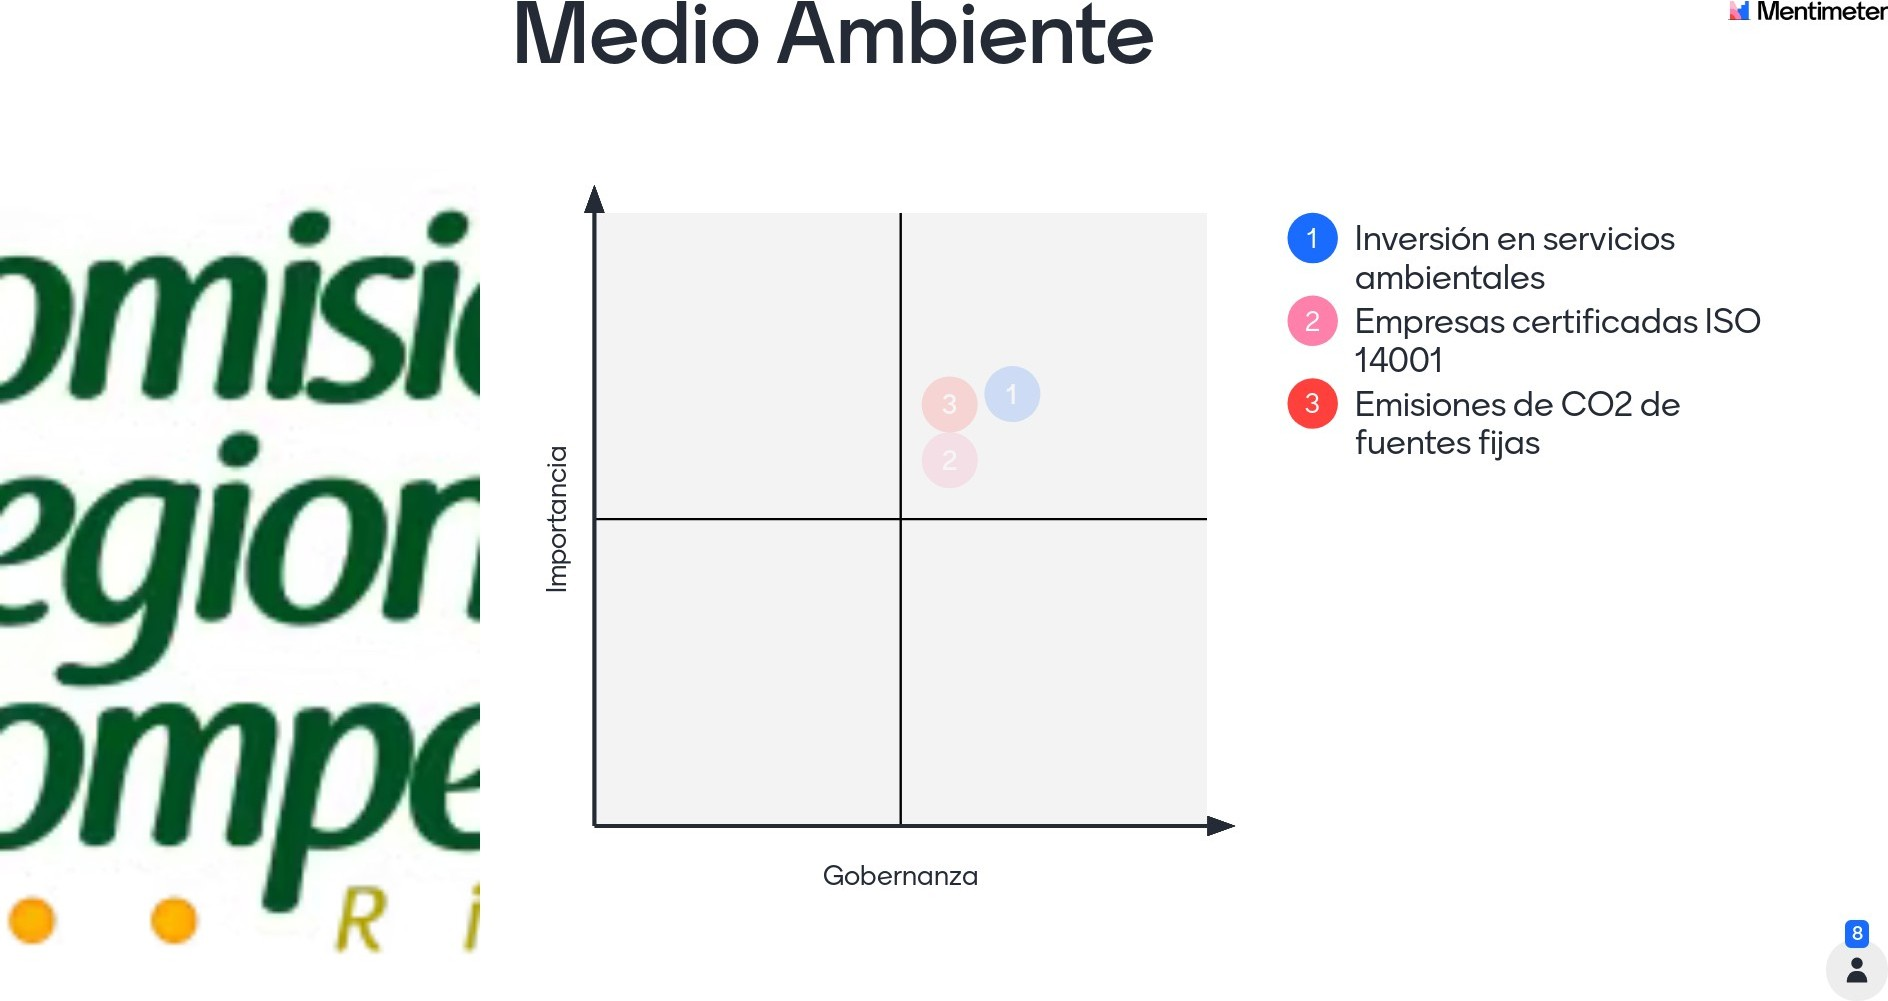 Medio Ambiente
Mentimeter
omisi
egion
ompe
R i
Importancia
3
1
2
Gobernanza
1 Inversión en servicios
ambientales
2 Empresas certificadas ISO
14001
3 Emisiones de CO2 de
fuentes fijas
8